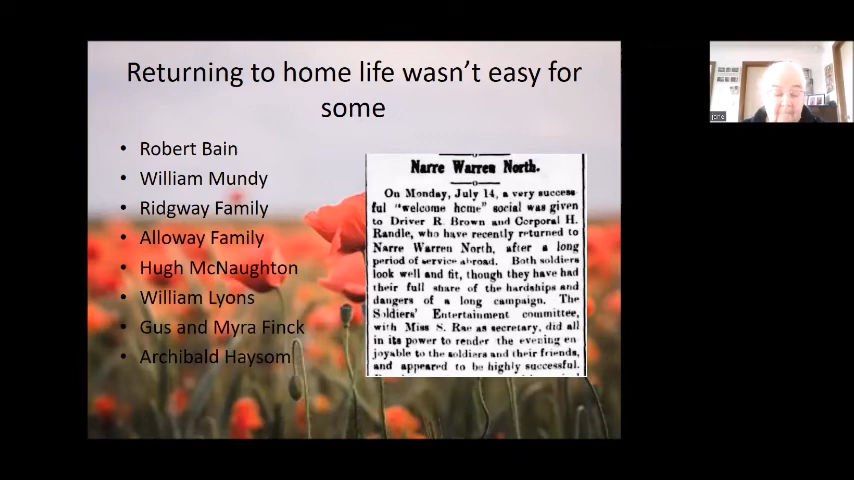 Returning to home life wasn't easy for
some
• Robert Bain
• William Mundy
• Ridgway Family
• Alloway Family
• Hugh McNaughton
• William Lyons
• Gus and Myra Finck
• Archibald Haysom
Narre Warren North.
On Monday, July 14, a very success-
ful "welcome home" social was given
to Driver R. Brown and Corporal H.
Randle, who have recently returned to
Narre Warren North, after a long
period of service abroad. Both soldiers
look well and fit, though they have had
their full share of the hardships and
dangers of a long campaign. The
Soldiers' Entertainment committee,
with Miss S. Rae as secretary, did all
in its power to render the evening en
joyable to the soldiers and their friends,
and appeared to be highly successful.
jane